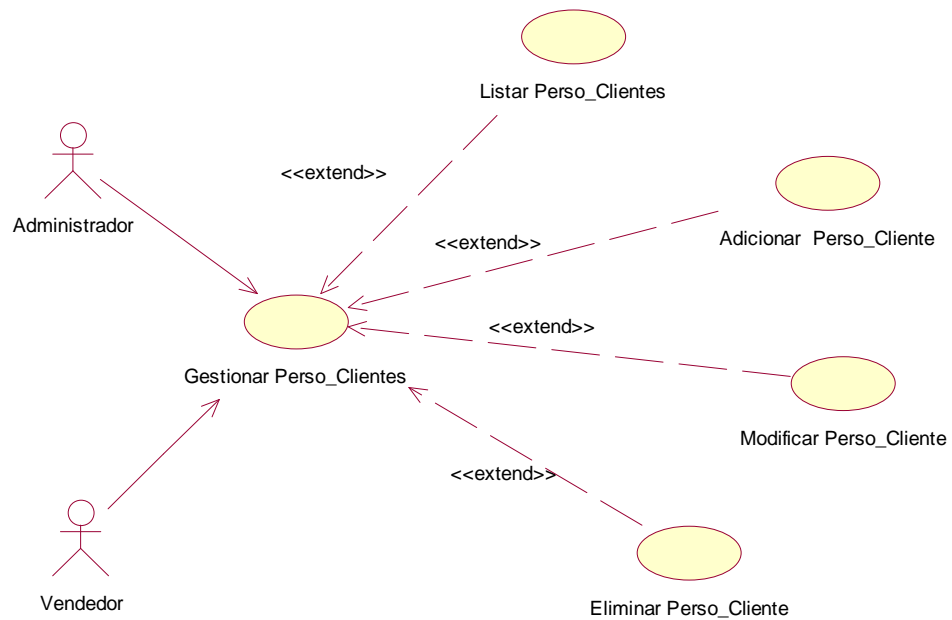 Listar Perso_Clientes
<<extend>>
Administrador
Adicionar  Perso_Cliente
<<extend>>
<<extend>>
Gestionar Perso_Clientes
Modificar Perso_Cliente
<<extend>>
Vendedor
Eliminar Perso_Cliente